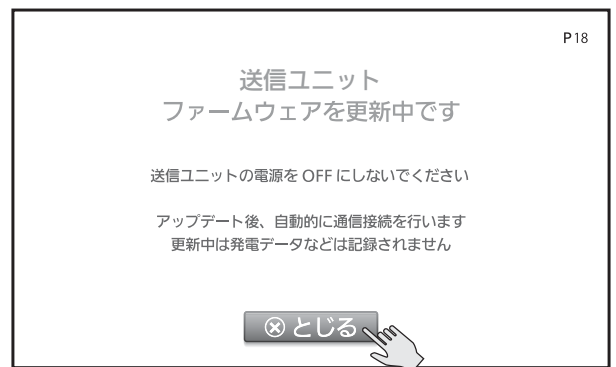 P18
送信ユニット
ファームウェアを更新中です
送信ユニットの電源を OFF にしないでください
アップデート後、自動的に通信接続を行います
更新中は発電データなどは記録されません
⊗ とじる